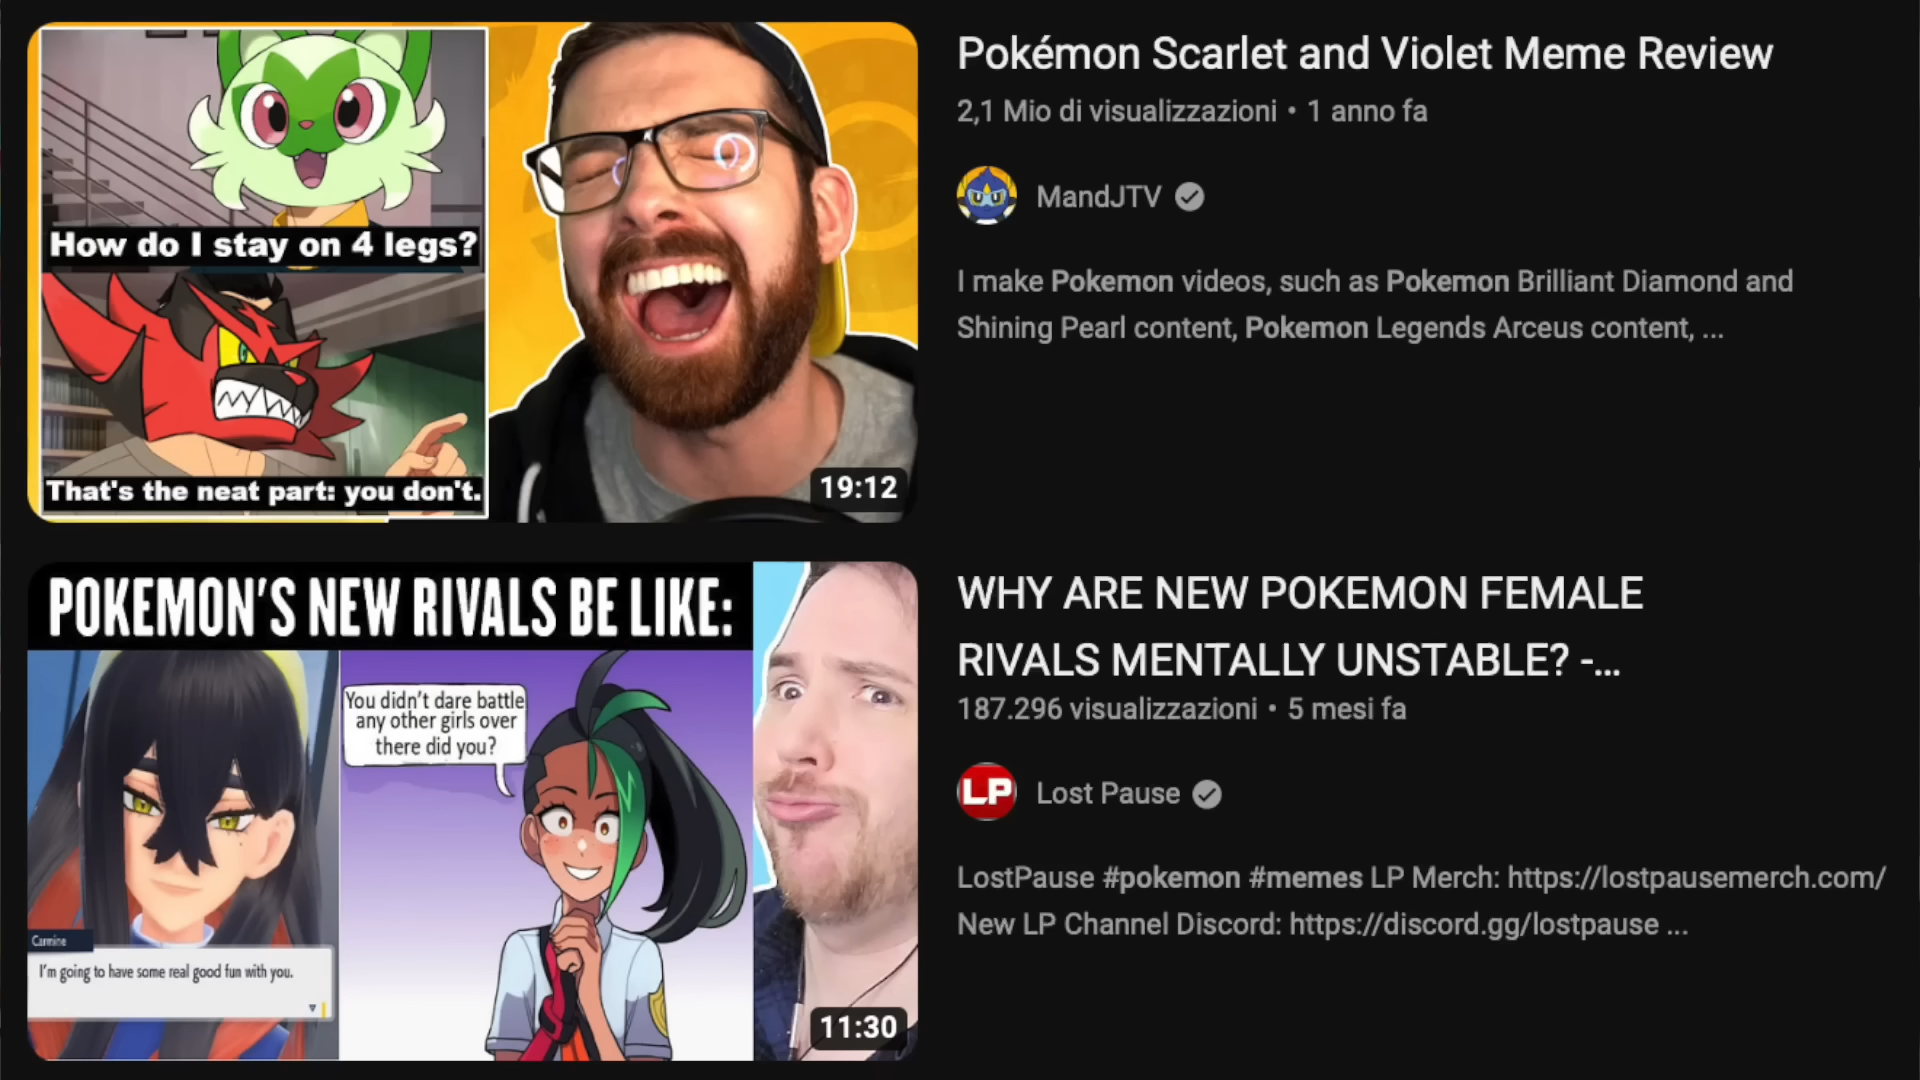 How do I stay on 4 legs?
That's the neat part: you don't.
19:12
Pokémon Scarlet and Violet Meme Review
2,1 Mio di visualizzazioni • 1 anno fa
MandJTV
I make Pokemon videos, such as Pokemon Brilliant Diamond and
Shining Pearl content, Pokemon Legends Arceus content, ...
POKEMON'S NEW RIVALS BE LIKE:
You didn't dare battle
any other girls over
there did you?
Carmine
I'm going to have some real good fun with you.
11:30
WHY ARE NEW POKEMON FEMALE
RIVALS MENTALLY UNSTABLE? -...
187.296 visualizzazioni • 5 mesi fa
LP
Lost Pause
LostPause #pokemon #memes LP Merch: https://lostpausemerch.com/
New LP Channel Discord: https://discord.gg/lostpause ...